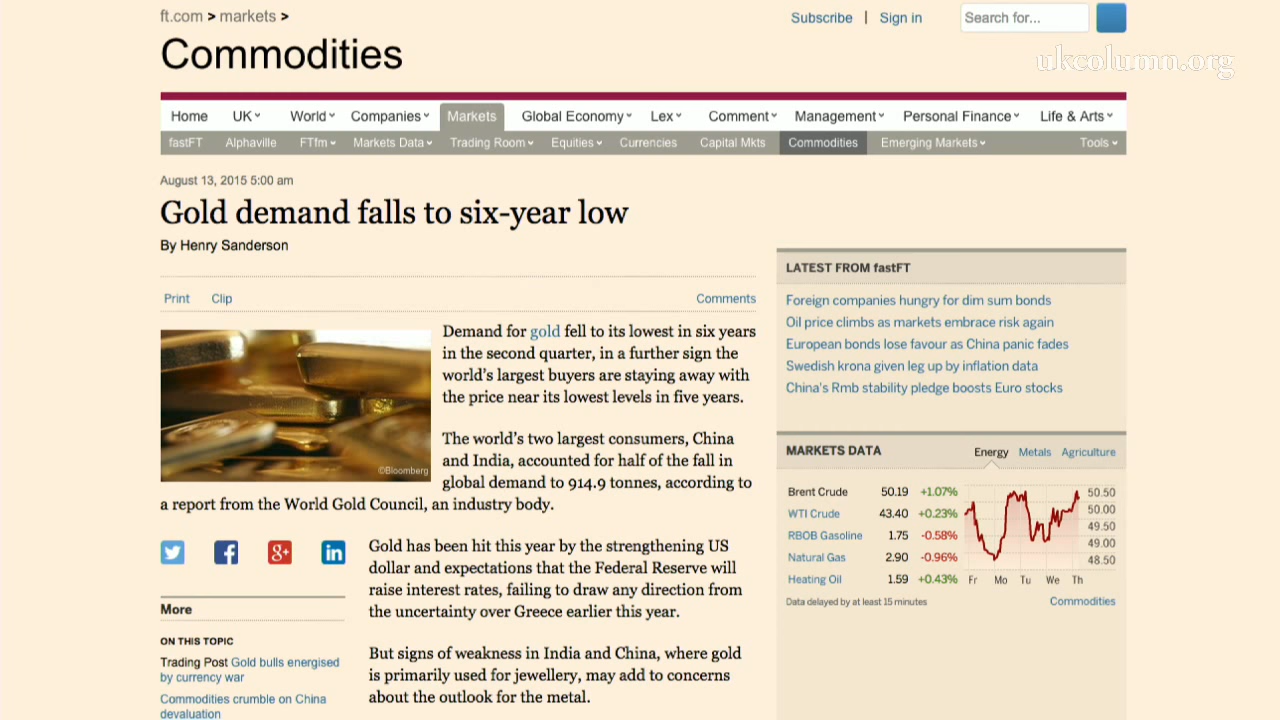 ft.com > markets >
Subscribe | Sign in
Search for...
Commodities
ukcolumn.org
Home UK World Companies Markets Global Economy Lex Comment Management Personal Finance Life & Arts
fastFT Alphaville FTfm Markets Data Trading Room Equities Currencies Capital Mkts Commodities Emerging Markets Tools
August 13, 2015 5:00 am
Gold demand falls to six-year low
By Henry Sanderson
Print Clip Comments
©Bloomberg
Demand for gold fell to its lowest in six years
in the second quarter, in a further sign the
world's largest buyers are staying away with
the price near its lowest levels in five years.
The world's two largest consumers, China
and India, accounted for half of the fall in
global demand to 914.9 tonnes, according to
a report from the World Gold Council, an industry body.
Gold has been hit this year by the strengthening US
dollar and expectations that the Federal Reserve will
raise interest rates, failing to draw any direction from
the uncertainty over Greece earlier this year.
But signs of weakness in India and China, where gold
is primarily used for jewellery, may add to concerns
about the outlook for the metal.
More
ON THIS TOPIC
Trading Post Gold bulls energised
by currency war
Commodities crumble on China
devaluation
LATEST FROM fastFT
Foreign companies hungry for dim sum bonds
Oil price climbs as markets embrace risk again
European bonds lose favour as China panic fades
Swedish krona given leg up by inflation data
China's Rmb stability pledge boosts Euro stocks
MARKETS DATA Energy Metals Agriculture
Brent Crude 50.19 +1.07%
WTI Crude 43.40 +0.23%
RBOB Gasoline 1.75 -0.58%
Natural Gas 2.90 -0.96%
Heating Oil 1.59 +0.43%
50.50
50.00
49.50
49.00
48.50
Fr Mo Tu We Th
Data delayed by at least 15 minutes
Commodities